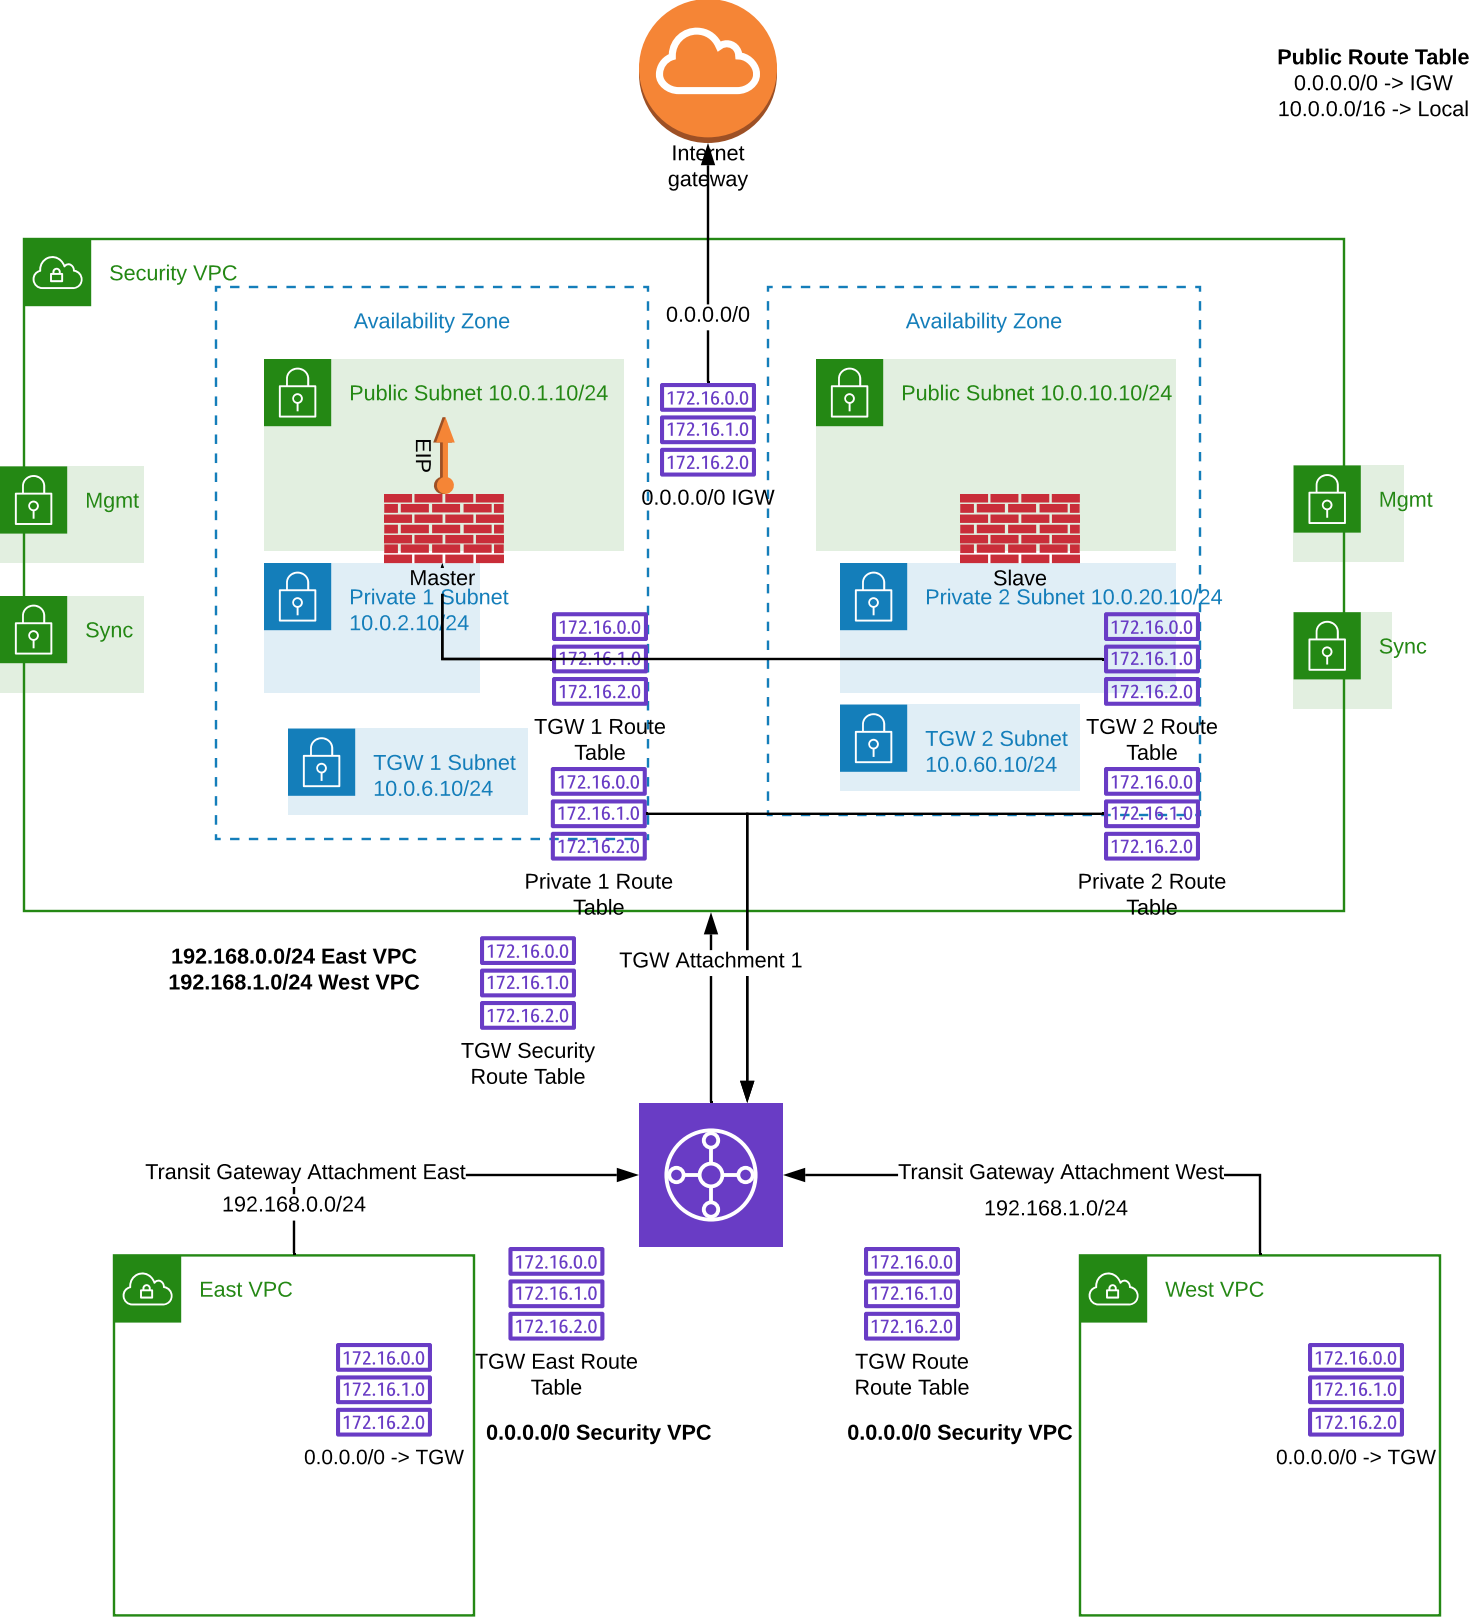 Public Route Table
0.0.0.0/0 -> IGW
10.0.0.0/16 -> Local
Internet
gateway
Security VPC
0.0.0.0/0
Availability Zone
Availability Zone
Public Subnet 10.0.1.10/24
Public Subnet 10.0.10.10/24
172.16.0.0
172.16.1.0
172.16.2.0
0.0.0.0/0 IGW
EIP
Mgmt
Mgmt
Master
Slave
Private 1 Subnet
10.0.2.10/24
Private 2 Subnet 10.0.20.10/24
Sync
Sync
172.16.0.0
172.16.1.0
172.16.2.0
TGW 1 Route
Table
172.16.0.0
172.16.1.0
172.16.2.0
TGW 2 Route
Table
TGW 1 Subnet
10.0.6.10/24
TGW 2 Subnet
10.0.60.10/24
172.16.0.0
172.16.1.0
172.16.2.0
Private 1 Route
Table
172.16.0.0
172.16.1.0
172.16.2.0
Private 2 Route
Table
192.168.0.0/24 East VPC
192.168.1.0/24 West VPC
172.16.0.0
172.16.1.0
172.16.2.0
TGW Security
Route Table
TGW Attachment 1
Transit Gateway Attachment East
192.168.0.0/24
Transit Gateway Attachment West
192.168.1.0/24
East VPC
172.16.0.0
172.16.1.0
172.16.2.0
TGW East Route
Table
0.0.0.0/0 Security VPC
172.16.0.0
172.16.1.0
172.16.2.0
TGW Route
Route Table
0.0.0.0/0 Security VPC
West VPC
172.16.0.0
172.16.1.0
172.16.2.0
0.0.0.0/0 -> TGW
172.16.0.0
172.16.1.0
172.16.2.0
0.0.0.0/0 -> TGW